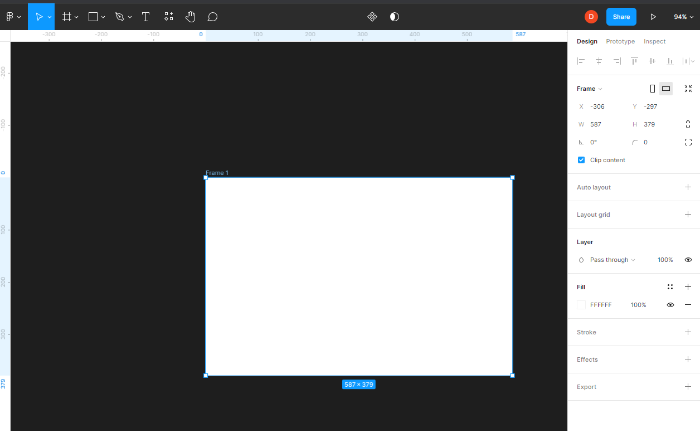 D
Share
94%
-300
-200
-100
0
100
200
300
400
500
587
Design
Prototype
Inspect
Frame
X -306
Y -297
W 587
H 379
0°
0
Clip content
Auto layout
Layout grid
Layer
Pass through
100%
Fill
FFFFFF
100%
Stroke
Effects
Export
Frame 1
587 × 379
-200
-100
0
100
200
300
379